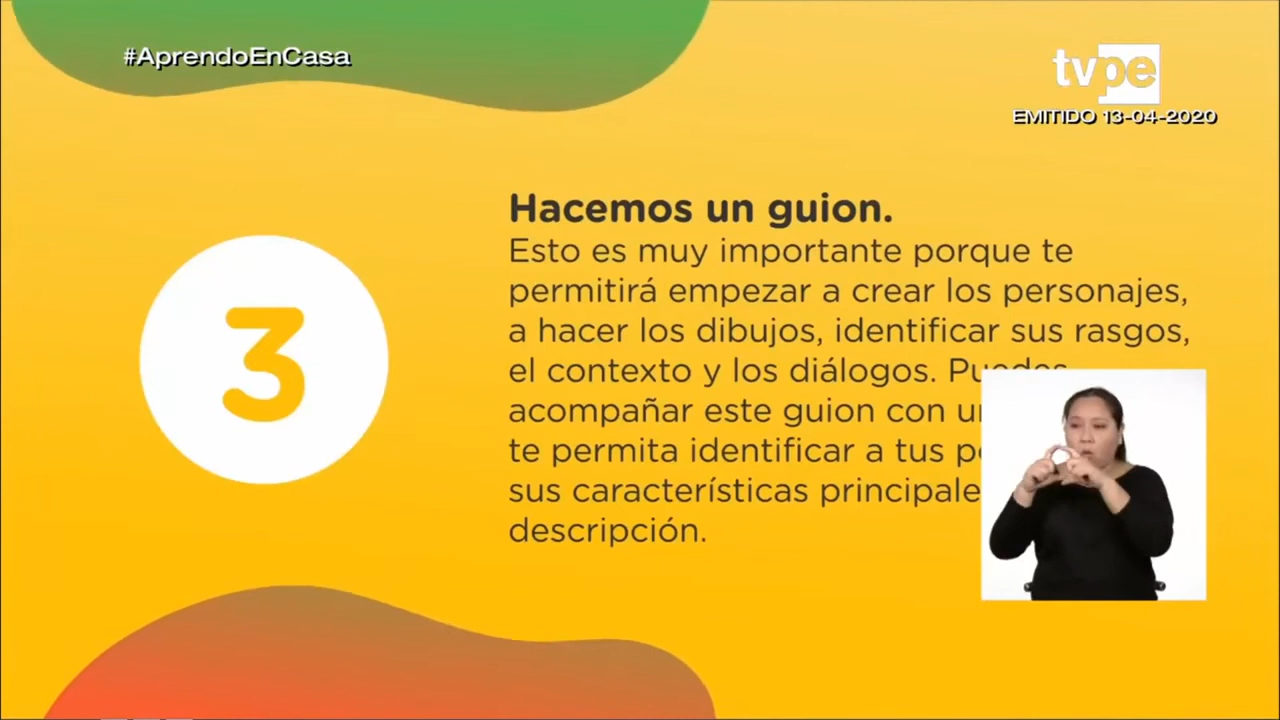 #AprendoEnCasa
tvpe
EMITIDO 13-04-2020
3
Hacemos un guion.
Esto es muy importante porque te
permitirá empezar a crear los personajes,
a hacer los dibujos, identificar sus rasgos,
el contexto y los diálogos. Puedes
acompañar este guion con
te permita identificar a tus
sus características
descripción.